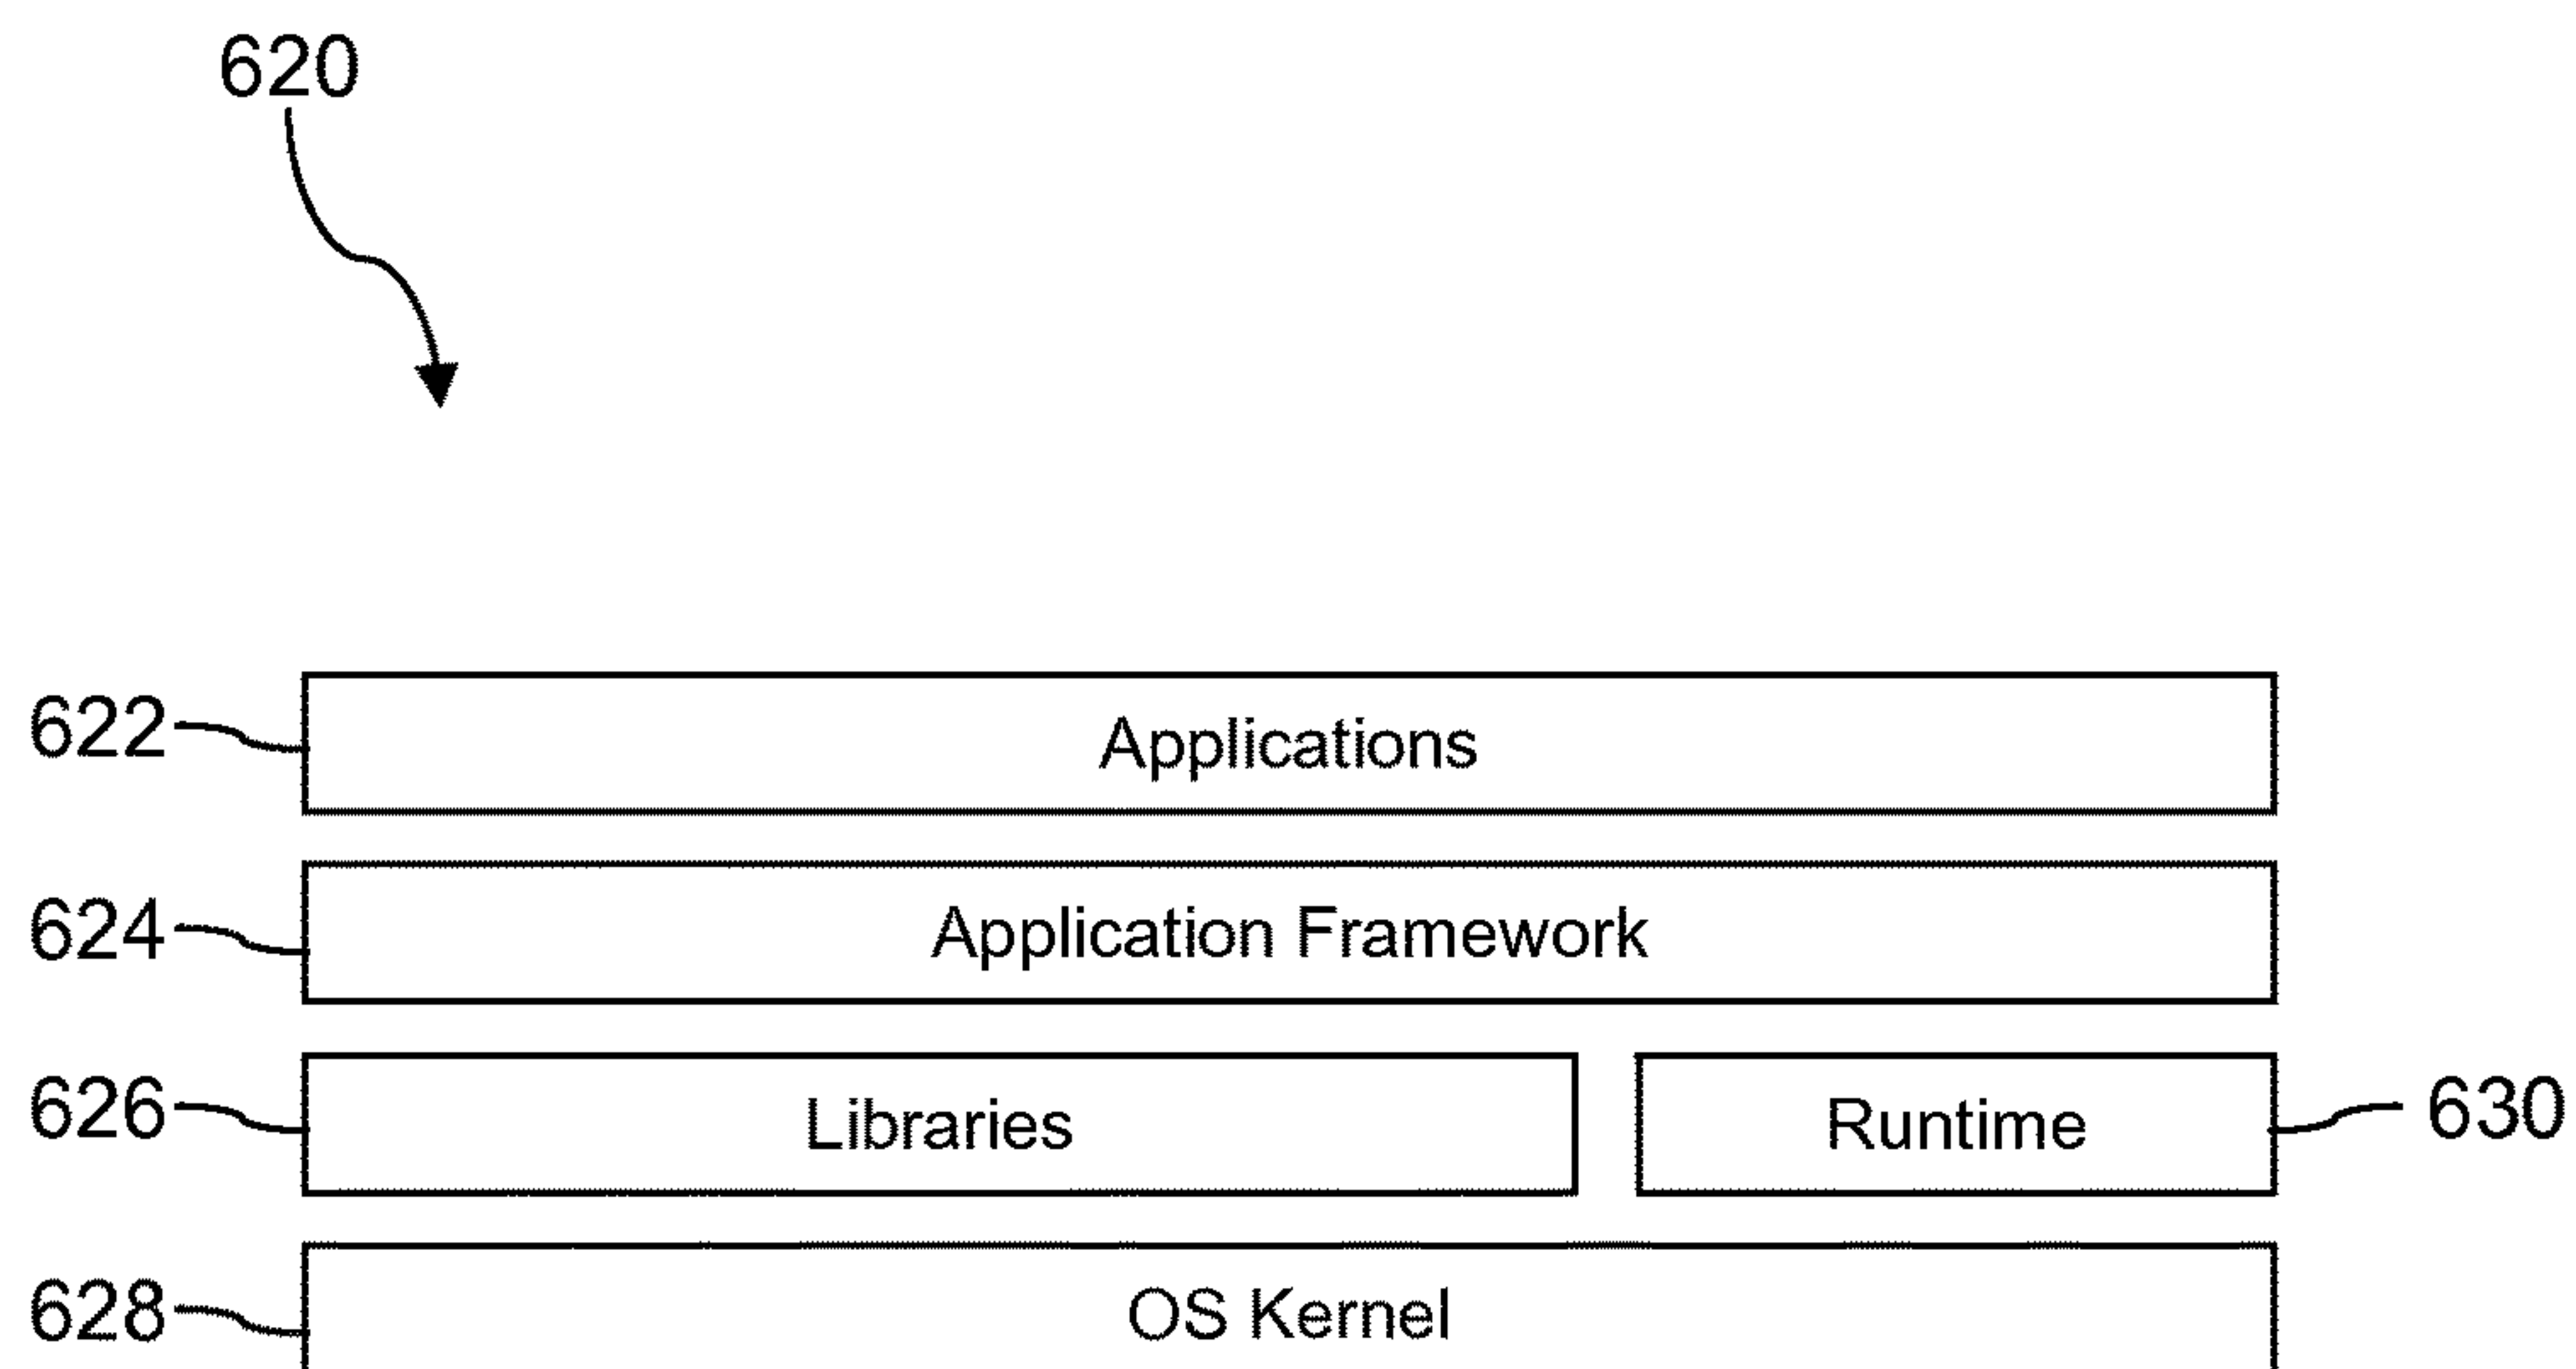 620
622 Applications
624 Application Framework
626 Libraries Runtime 630
628 OS Kernel